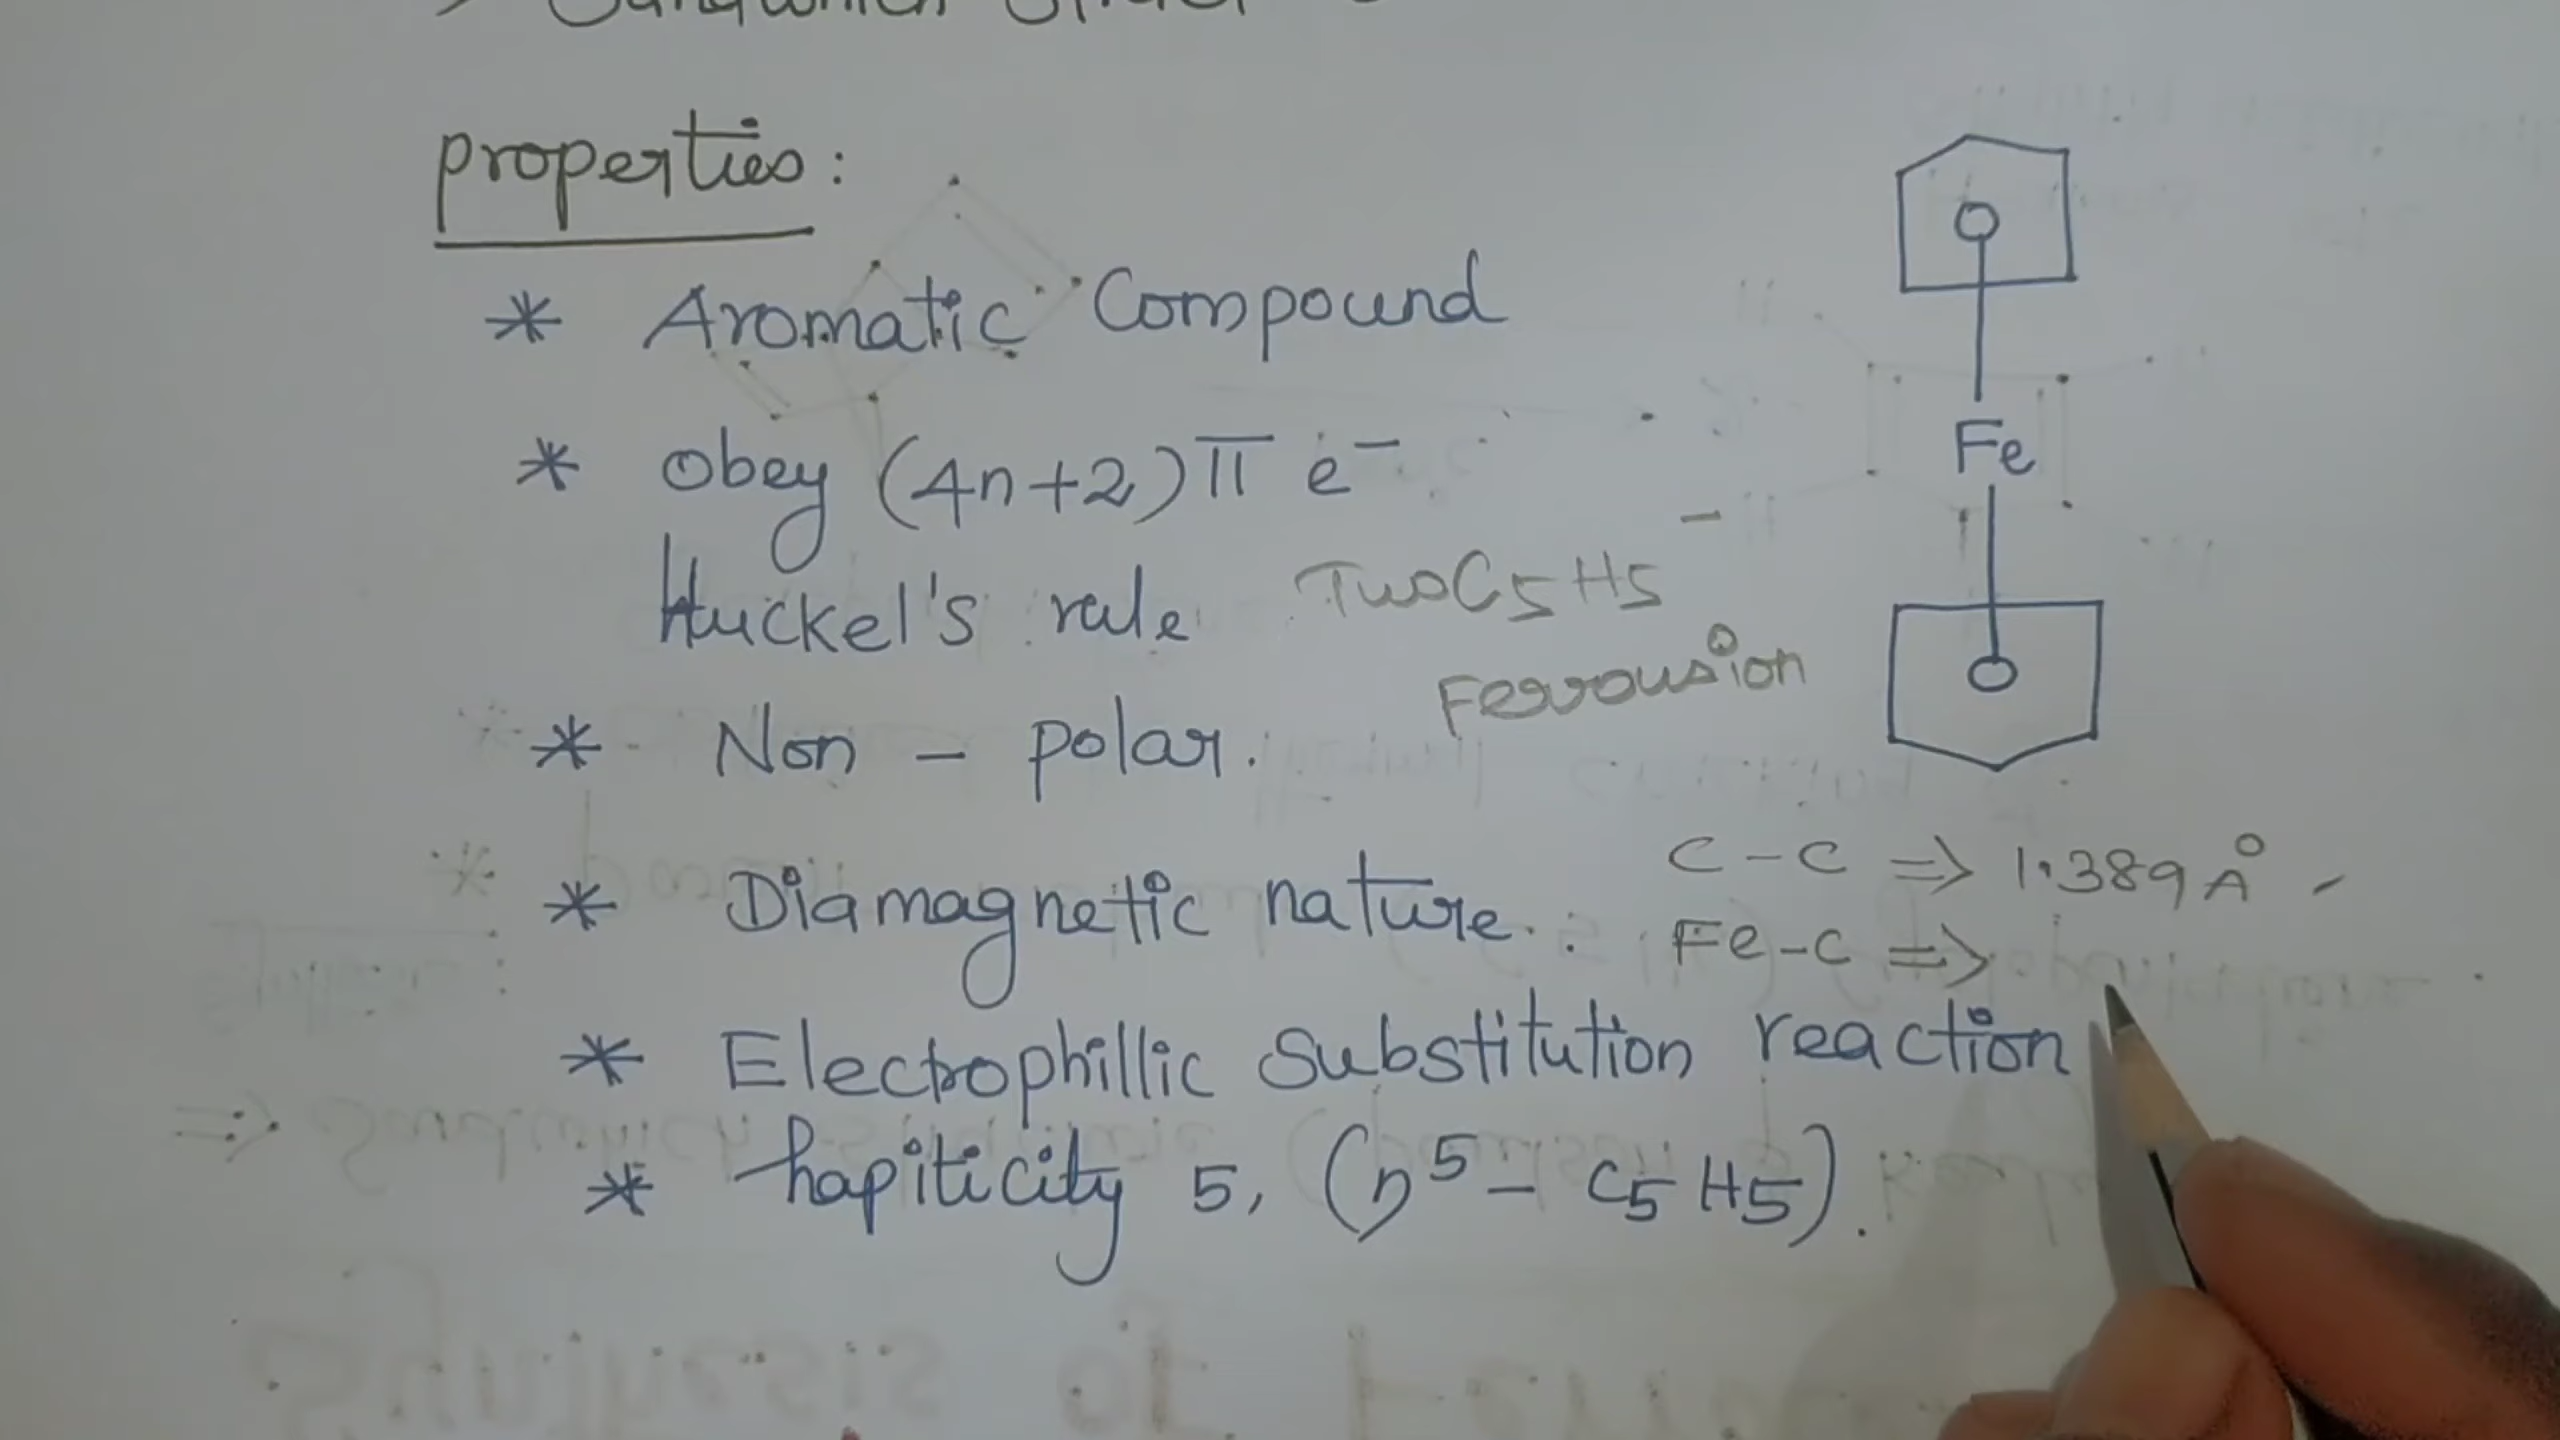 Sandwich
properties:
* Aromatic Compound
* obey (4n+2)π e⁻
Huckel's rule
Two C5H5⁻
Ferrous ion
* Non - polar.
* Diamagnetic nature.
* Electrophillic Substitution reaction
* hapiticity 5, (η⁵ - C5H5).
Fe
C-C ⇒ 1.389 Å
Fe-C ⇒